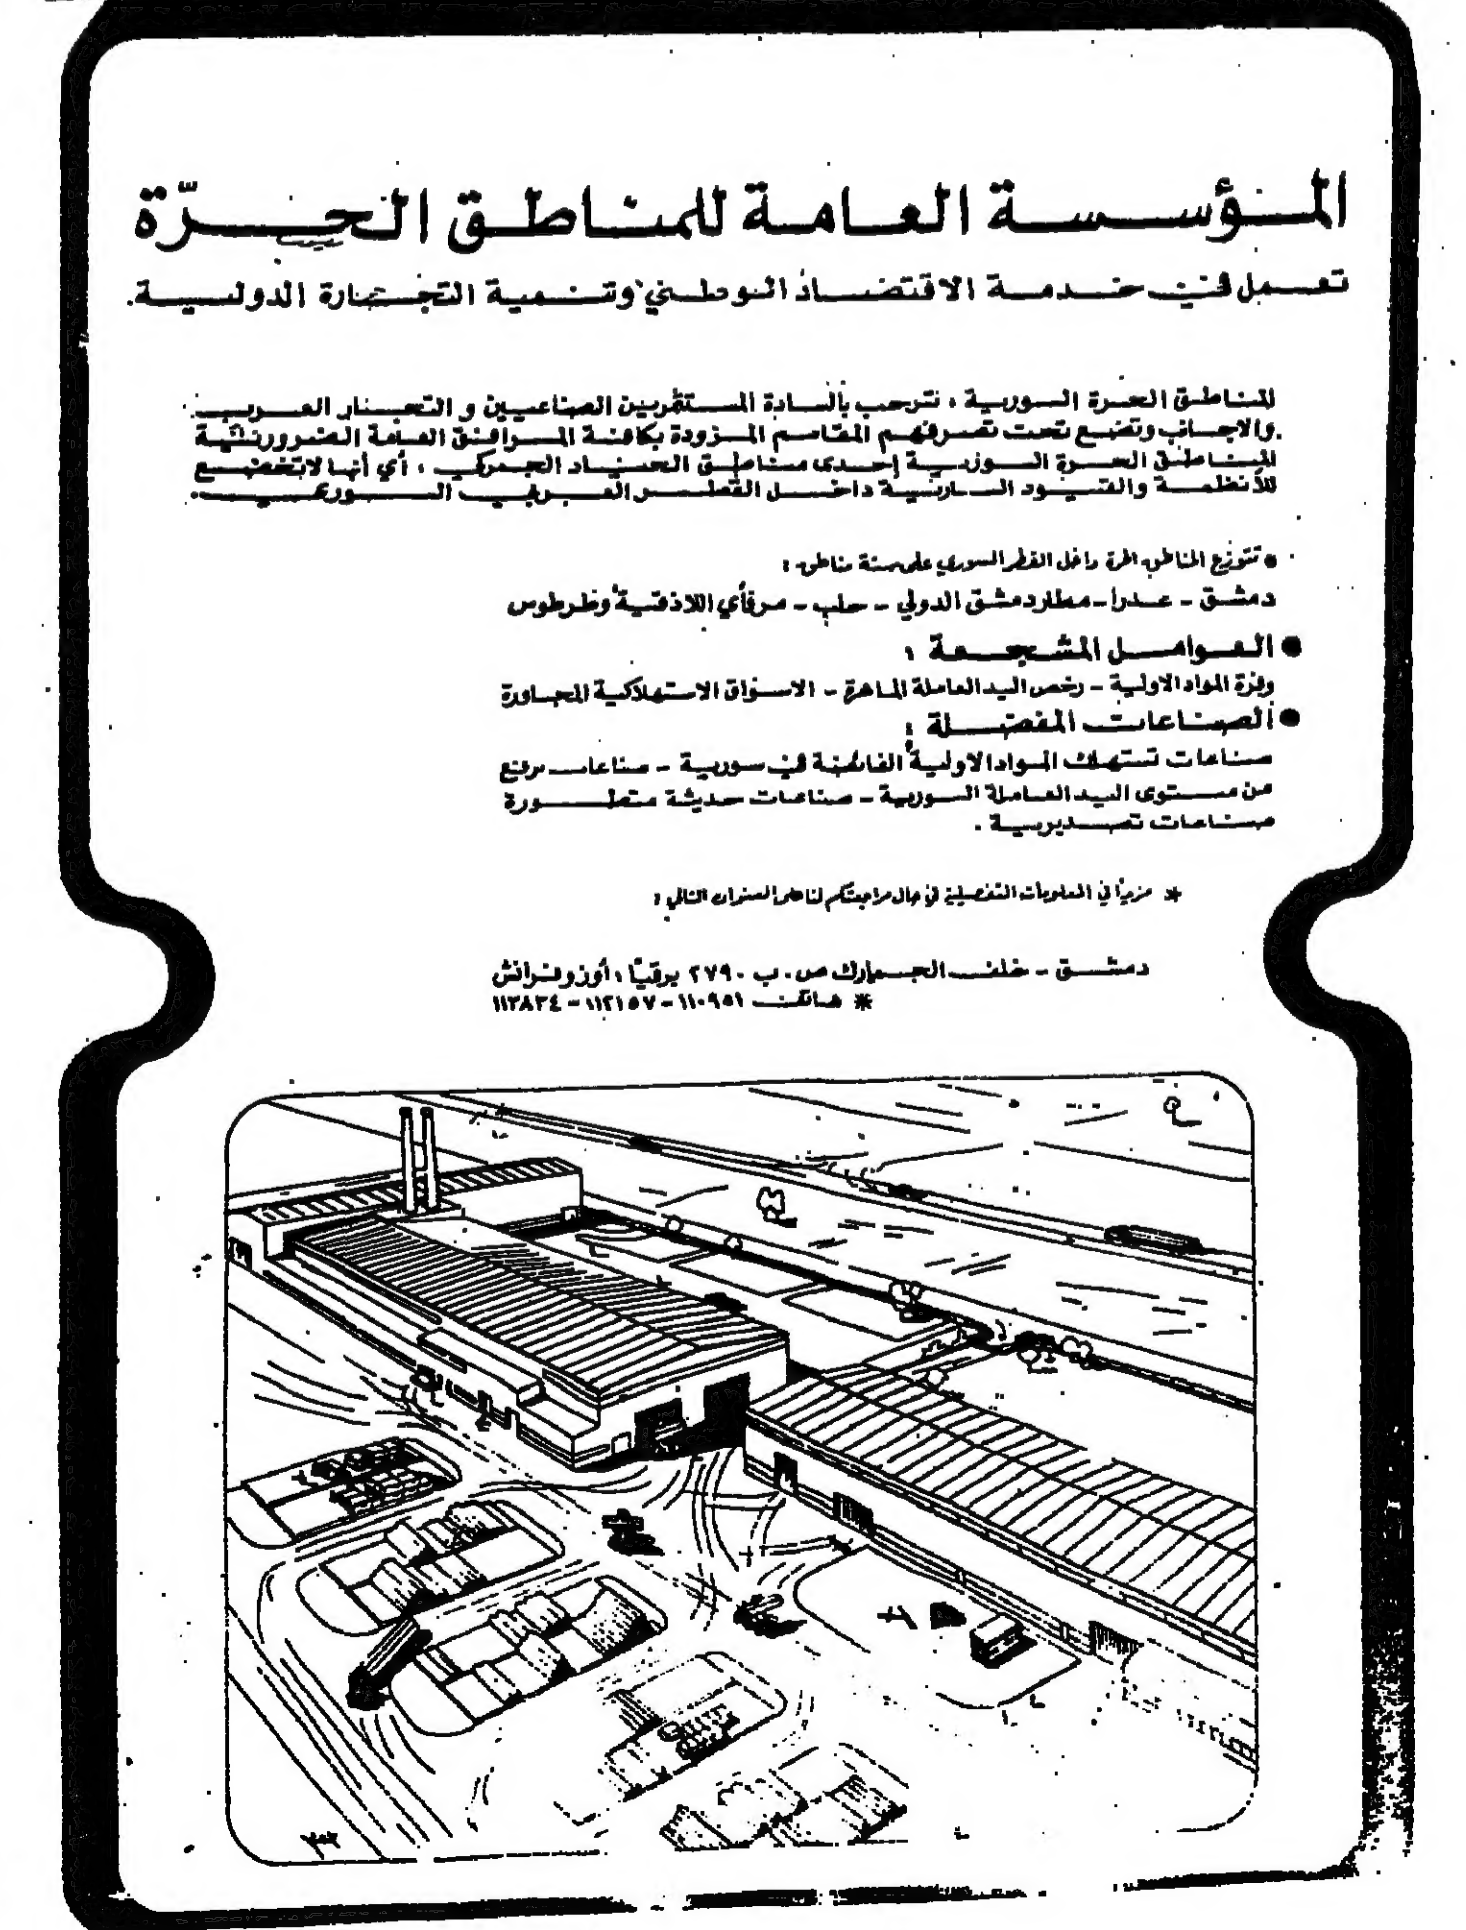 المؤسسة العامة للمناطق الحرّة
تعمل في خدمة الاقتصاد الوطني وتنمية التجارة الدولية.
المناطق الحرة السورية ، ترحب بالسادة المستثمرين الصناعيين و التجار العرب
والاجانب وتضع تحت تصرفهم المقاسم المزودة بكافة المرافق العامة الضرورية
المناطق الحرة السورية إحدى مناطق الحياد الجمركي ، أي أنها لاتخضع
للأنظمة والقيود السارية داخل القطر العربي السوري.
• تتوزع المناطق الحرة داخل القطر السوري على ستة مناطق :
دمشق - عدرا - مطار دمشق الدولي - حلب - مرفأي اللاذقية وطرطوس
• العوامل المشجعة :
وفرة المواد الاولية - رخص اليد العاملة الماهرة - الاسواق الاستهلاكية المجاورة
• الصناعات المفضلة :
صناعات تستهلك المواد الاولية الفائضة في سورية - صناعات ترفع
من مستوى اليد العاملة السورية - صناعات حديثة متطورة
صناعات تصديرية .
* مزيداً في المعلومات التفصيلية في حال مراجعتكم لنا على العنوان التالي :
دمشق - خلف الجمارك ص.ب ٢٧٩٠ برقياً ، أوزوفرانش
* هاتف ١١٠٩٥١ - ١١٢١٥٧ - ١١٢٨٣٤